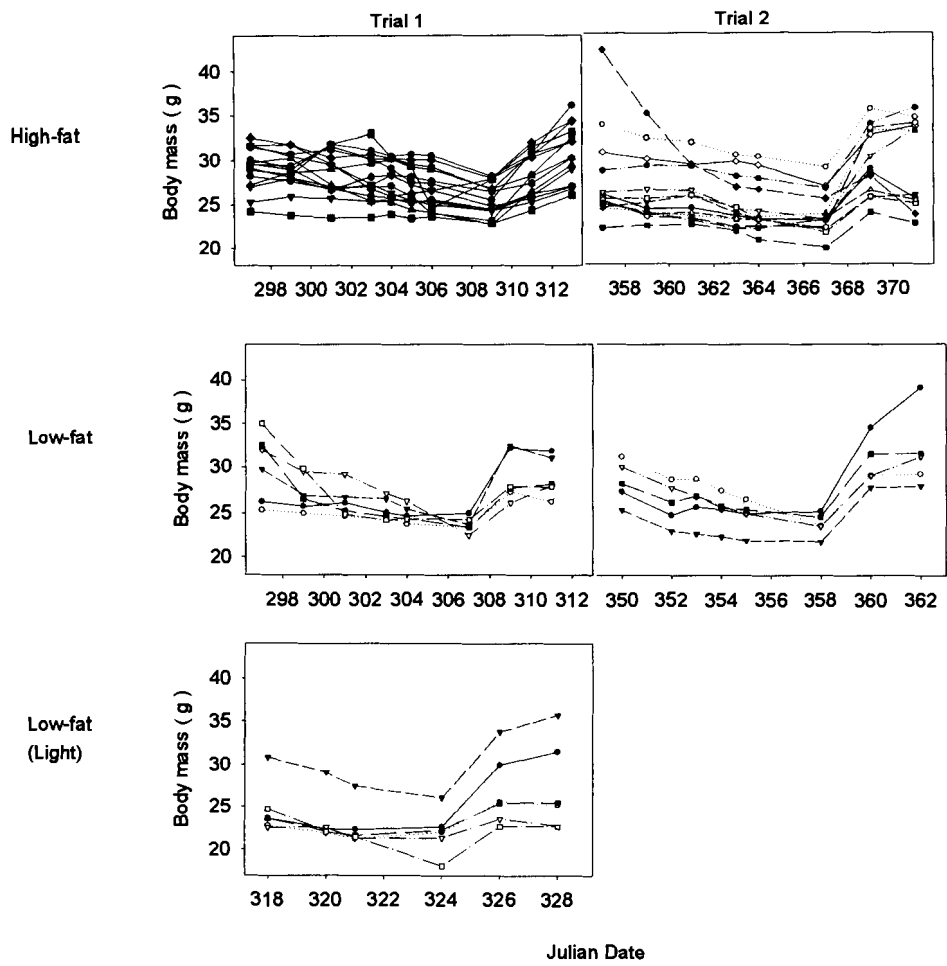 Trial 1
Trial 2
High-fat
Body mass ( g )
40
35
30
25
20
298 300 302 304 306 308 310 312
358 360 362 364 366 368 370
Low-fat
Body mass ( g )
40
35
30
25
20
298 300 302 304 306 308 310 312
350 352 354 356 358 360 362
Low-fat
(Light)
Body mass ( g )
40
35
30
25
20
318 320 322 324 326 328
Julian Date